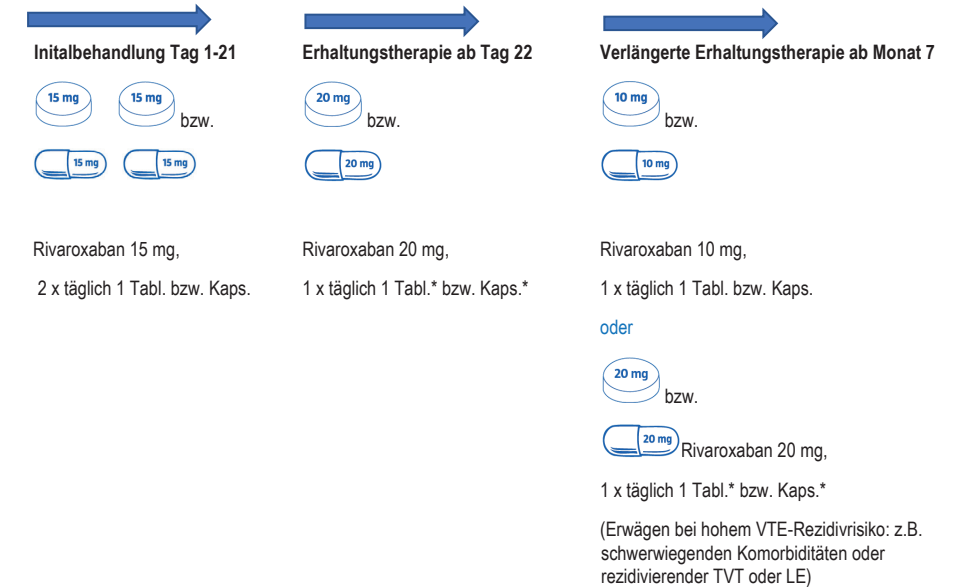 Initalbehandlung Tag 1-21
15 mg 15 mg bzw.
15 mg 15 mg
Rivaroxaban 15 mg,
2 x täglich 1 Tabl. bzw. Kaps.
Erhaltungstherapie ab Tag 22
20 mg bzw.
20 mg
Rivaroxaban 20 mg,
1 x täglich 1 Tabl.* bzw. Kaps.*
Verlängerte Erhaltungstherapie ab Monat 7
10 mg bzw.
10 mg
Rivaroxaban 10 mg,
1 x täglich 1 Tabl. bzw. Kaps.
oder
20 mg bzw.
20 mg Rivaroxaban 20 mg,
1 x täglich 1 Tabl.* bzw. Kaps.*
(Erwägen bei hohem VTE-Rezidivrisiko: z.B.
schwerwiegenden Komorbiditäten oder
rezidivierender TVT oder LE)